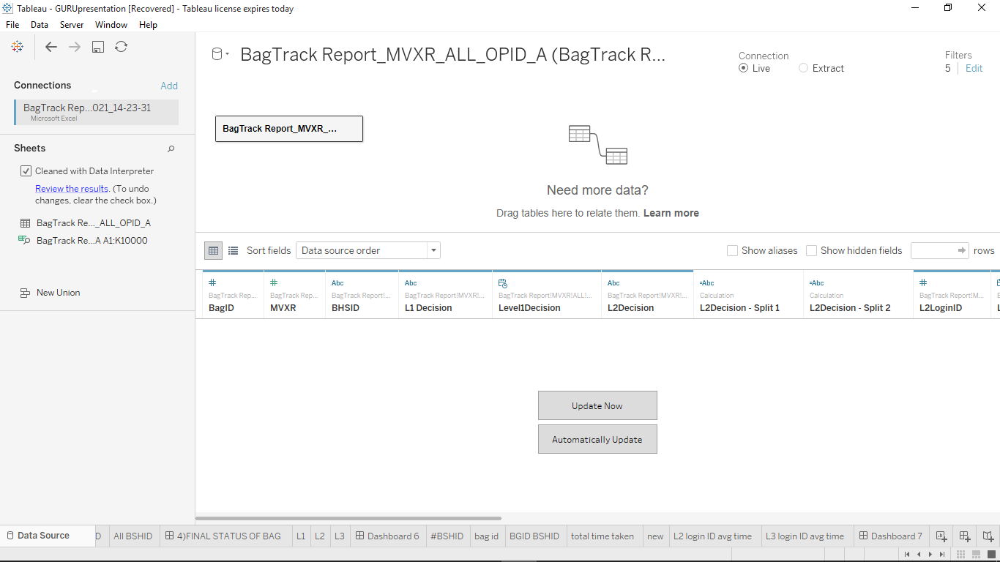 Tableau - GURUpresentation [Recovered] - Tableau license expires today
File Data Server Window Help
Connections Add
BagTrack Rep...021_14-23-31
Microsoft Excel
Sheets
Cleaned with Data Interpreter
Review the results. (To undo
changes, clear the check box.)
BagTrack Re..._ALL_OPID_A
BagTrack Re...A A1:K10000
New Union
BagTrack Report_MVXR_ALL_OPID_A (BagTrack R...
Connection
Live Extract
Filters
5 Edit
BagTrack Report_MVXR_...
Need more data?
Drag tables here to relate them. Learn more
Sort fields Data source order Show aliases Show hidden fields rows
# # Abc Abc Abc =Abc =Abc #
BagTrack Rep... BagTrack Rep... BagTrack Report!... BagTrack Report!MVXR!... BagTrack Report!MVXR!ALL!... BagTrack Report!MVXR!... Calculation Calculation BagTrack Report!M...
BagID MVXR BHSID L1 Decision Level1Decision L2Decision L2Decision - Split 1 L2Decision - Split 2 L2LoginID
Update Now
Automatically Update
Data Source D All BSHID 4)FINAL STATUS OF BAG L1 L2 L3 Dashboard 6 #BSHID bag id BGID BSHID total time taken new L2 login ID avg time L3 login ID avg time Dashboard 7